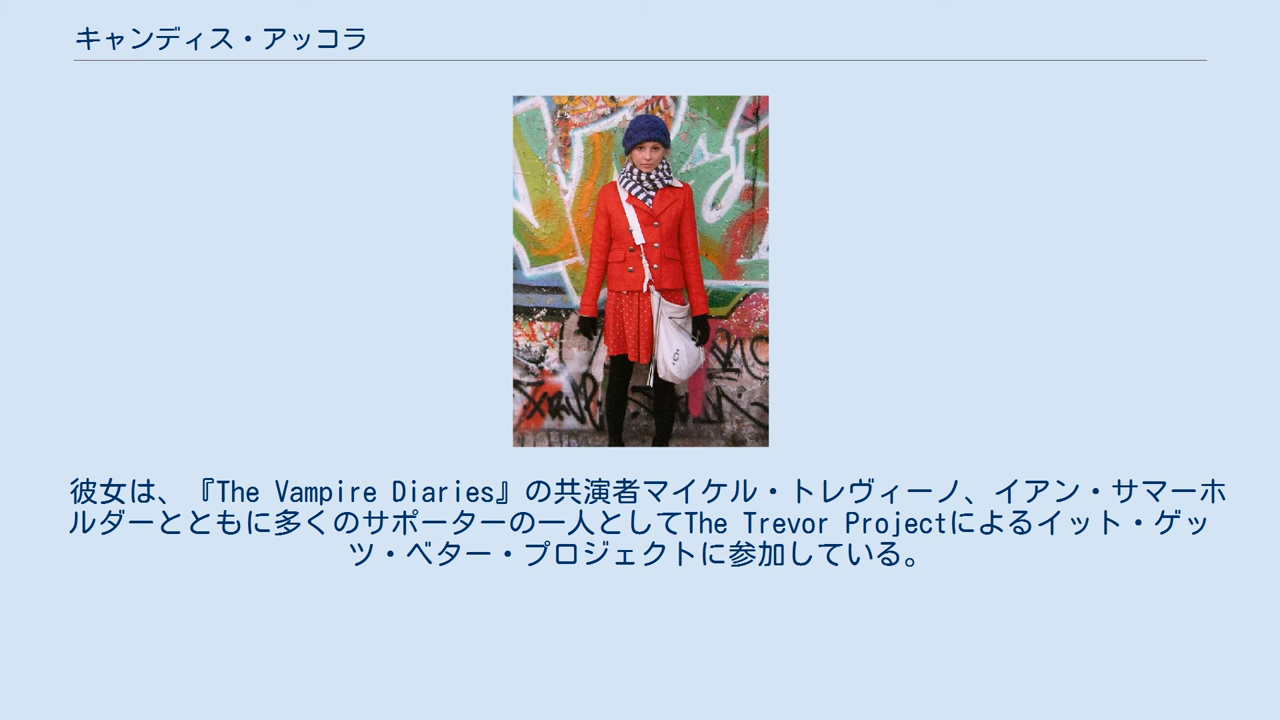 キャンディス・アッコラ
彼女は、『The Vampire Diaries』の共演者マイケル・トレヴィーノ、イアン・サマーホ
ルダーとともに多くのサポーターの一人としてThe Trevor Projectによるイット・ゲッ
ツ・ベター・プロジェクトに参加している。